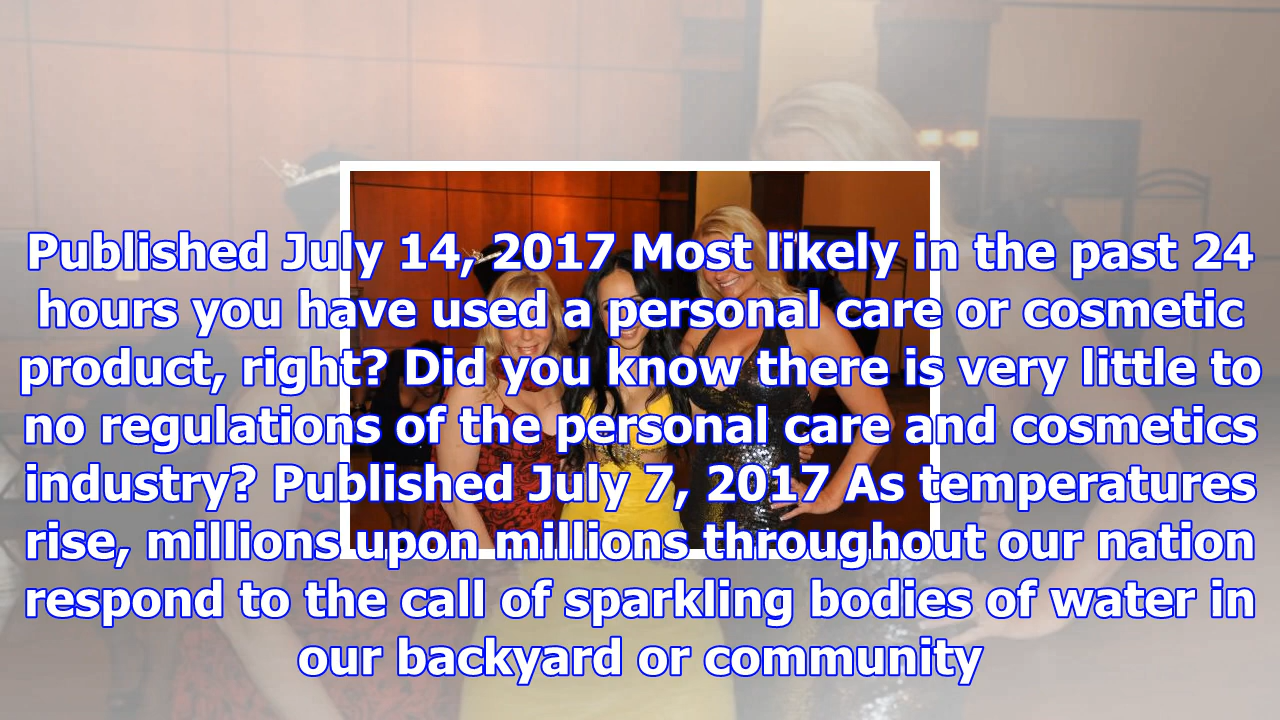 Published July 14, 2017 Most likely in the past 24
hours you have used a personal care or cosmetic
product, right? Did you know there is very little to
no regulations of the personal care and cosmetics
industry? Published July 7, 2017 As temperatures
rise, millions upon millions throughout our nation
respond to the call of sparkling bodies of water in
our backyard or community